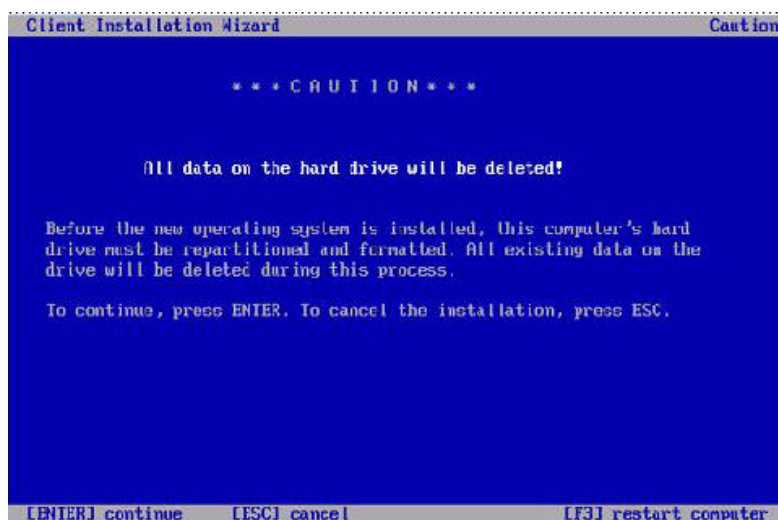 Client Installation Wizard Caution
* * * C A U T I O N * * *
All data on the hard drive will be deleted!
Before the new operating system is installed, this computer's hard
drive must be repartitioned and formatted. All existing data on the
drive will be deleted during this process.
To continue, press ENTER. To cancel the installation, press ESC.
[ENTER] continue [ESC] cancel [F3] restart computer